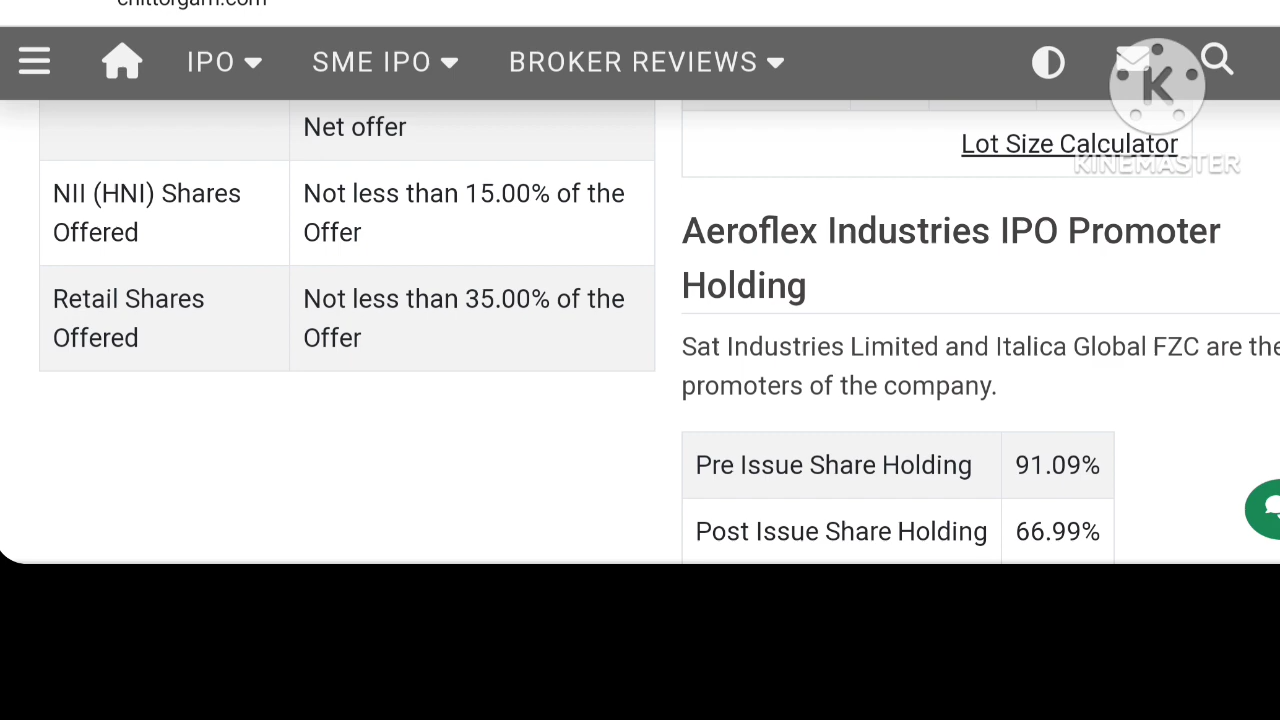 chittorgarh.com
IPO
SME IPO
BROKER REVIEWS
K
KINEMASTER
Net offer
NII (HNI) Shares
Offered
Not less than 15.00% of the
Offer
Retail Shares
Offered
Not less than 35.00% of the
Offer
Lot Size Calculator
Aeroflex Industries IPO Promoter
Holding
Sat Industries Limited and Italica Global FZC are the
promoters of the company.
Pre Issue Share Holding 91.09%
Post Issue Share Holding 66.99%